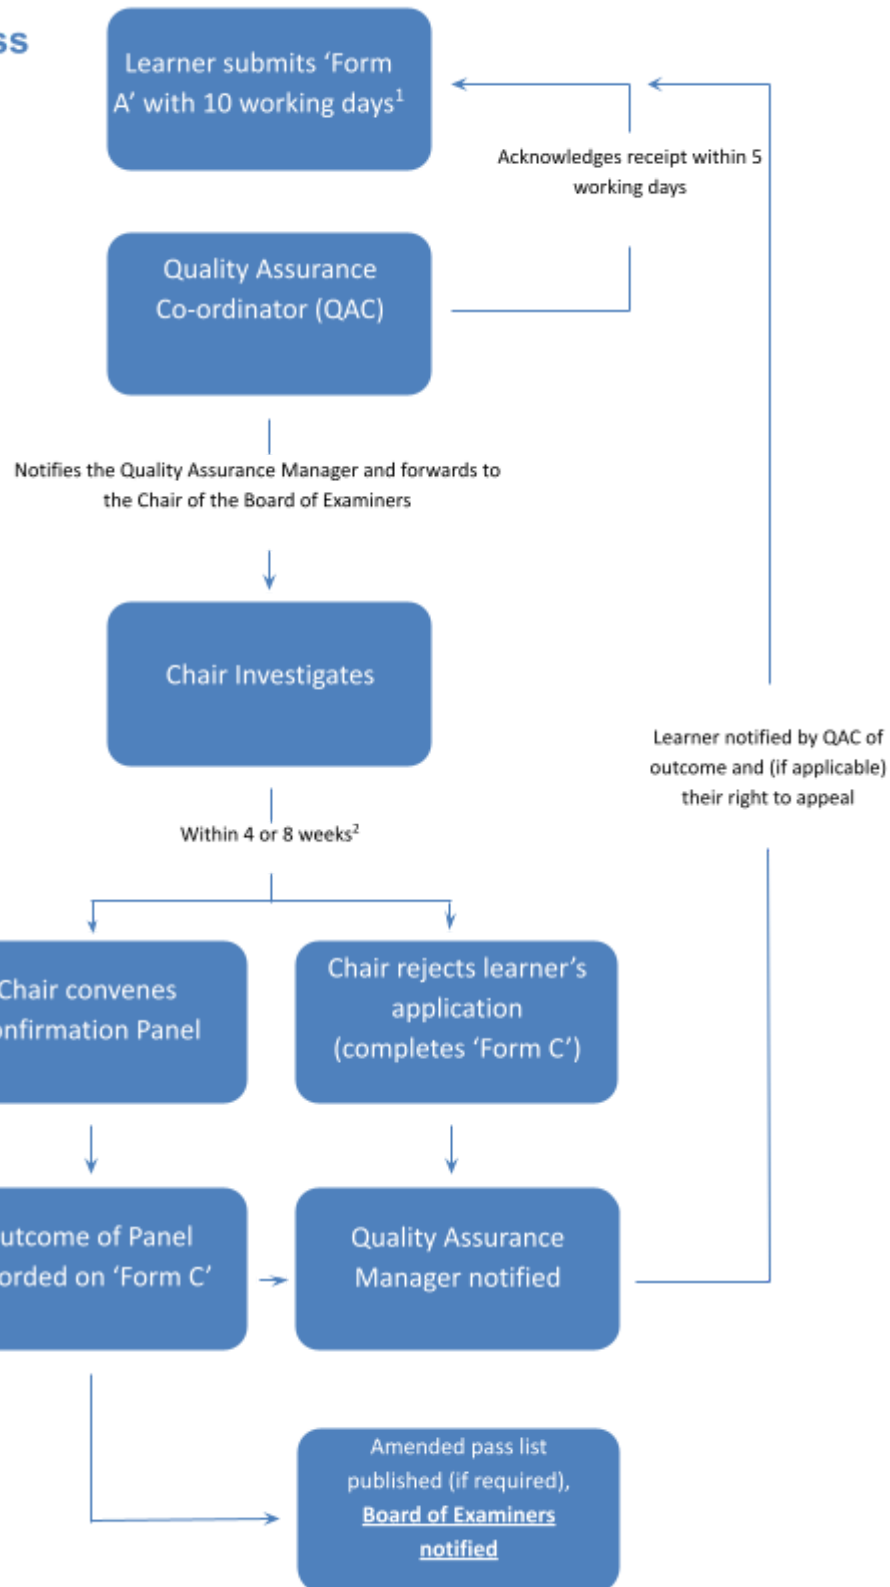 ss
Learner submits ‘Form
A’ with 10 working days¹
Acknowledges receipt within 5
working days
Quality Assurance
Co-ordinator (QAC)
Notifies the Quality Assurance Manager and forwards to
the Chair of the Board of Examiners
Chair Investigates
Learner notified by QAC of
outcome and (if applicable)
their right to appeal
Within 4 or 8 weeks²
Chair convenes
onfirmation Panel
Chair rejects learner’s
application
(completes ‘Form C’)
utcome of Panel
orded on ‘Form C’
Quality Assurance
Manager notified
Amended pass list
published (if required),
Board of Examiners
notified